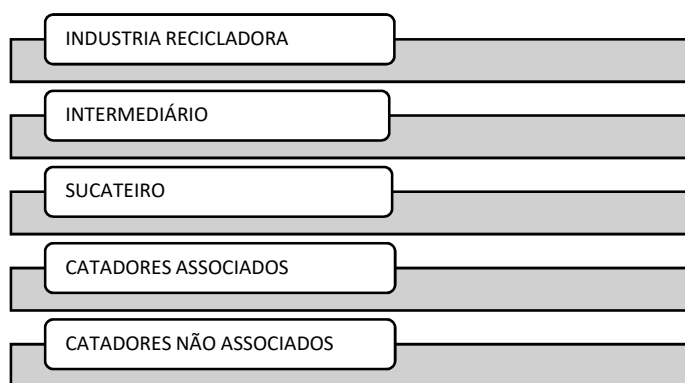 INDUSTRIA RECICLADORA
INTERMEDIÁRIO
SUCATEIRO
CATADORES ASSOCIADOS
CATADORES NÃO ASSOCIADOS